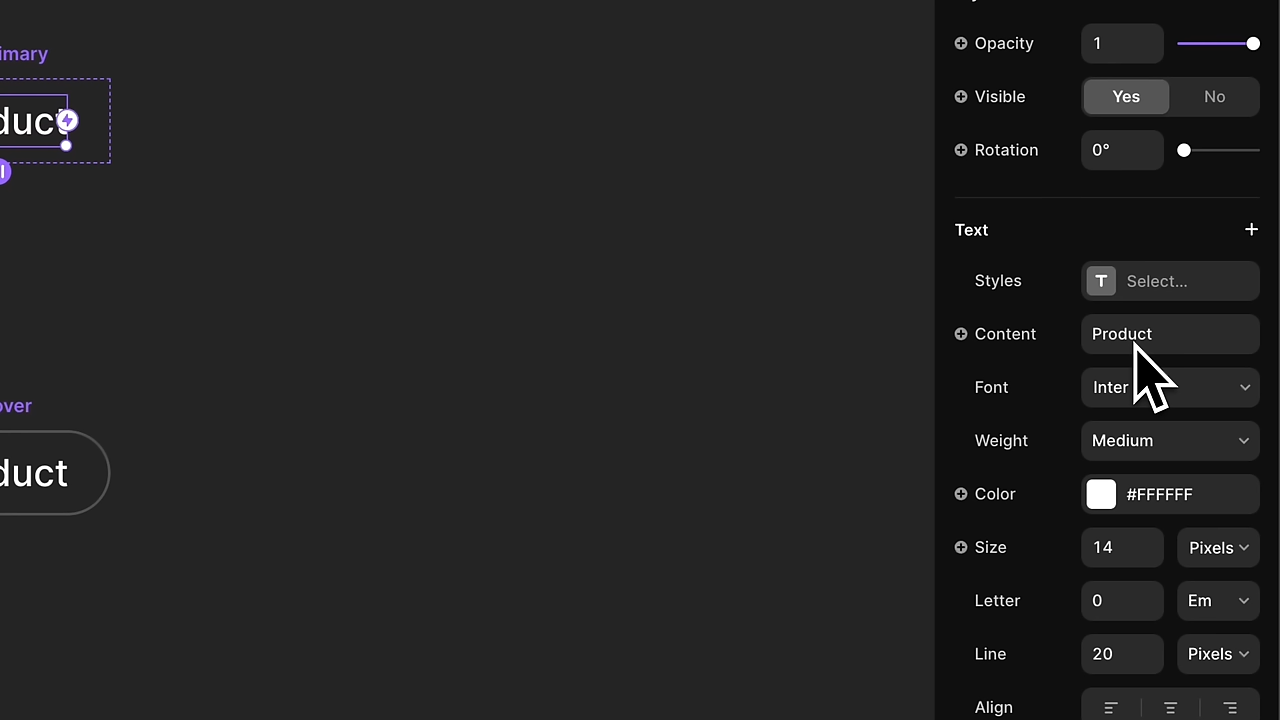 imary
duct
over
duct
Opacity 1
Visible Yes No
Rotation 0°
Text +
Styles T Select...
Content Product
Font Inter
Weight Medium
Color #FFFFFF
Size 14 Pixels
Letter 0 Em
Line 20 Pixels
Align